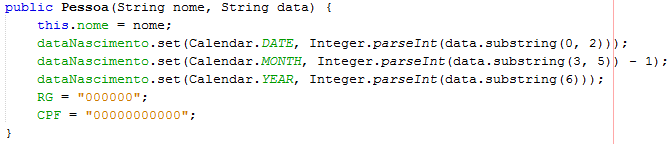 public Pessoa(String nome, String data) {
this.nome = nome;
dataNascimento.set(Calendar.DATE, Integer.parseInt(data.substring(0, 2)));
dataNascimento.set(Calendar.MONTH, Integer.parseInt(data.substring(3, 5)) - 1);
dataNascimento.set(Calendar.YEAR, Integer.parseInt(data.substring(6)));
RG = "000000";
CPF = "00000000000";
}